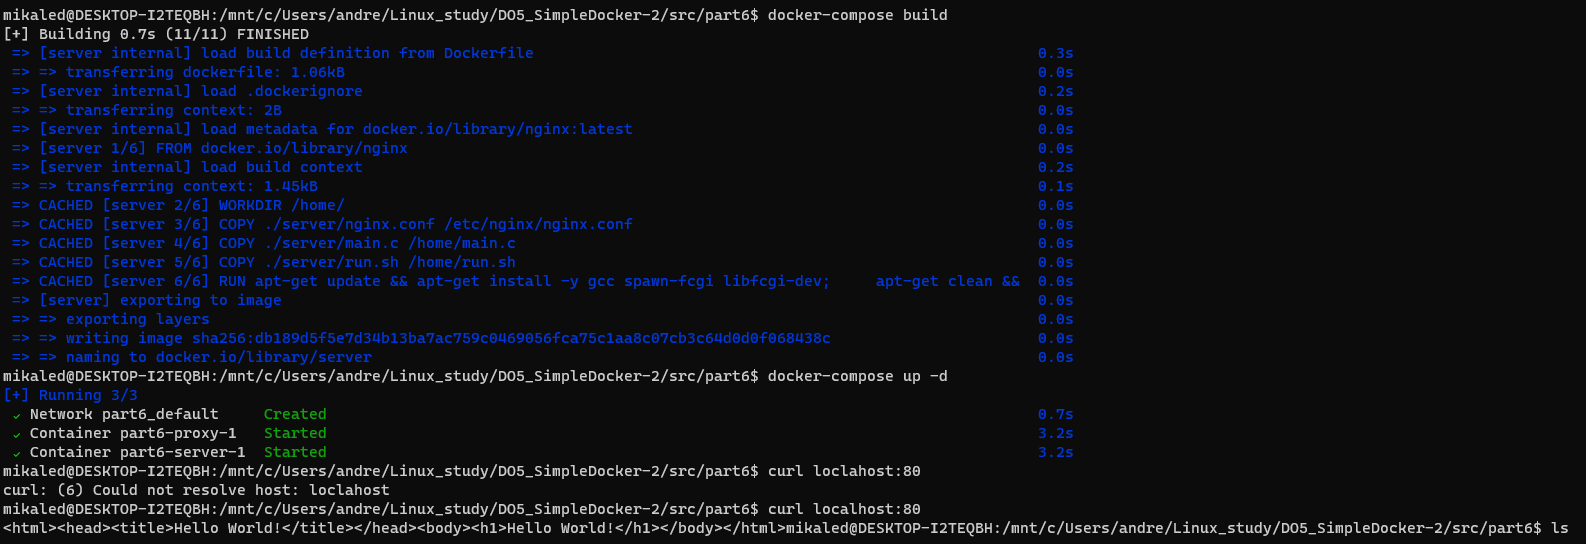 mikaled@DESKTOP-I2TEQBH:/mnt/c/Users/andre/Linux_study/DO5_SimpleDocker-2/src/part6$ docker-compose build
[+] Building 0.7s (11/11) FINISHED
=> [server internal] load build definition from Dockerfile 0.3s
=> => transferring dockerfile: 1.06kB 0.0s
=> [server internal] load .dockerignore 0.2s
=> => transferring context: 2B 0.0s
=> [server internal] load metadata for docker.io/library/nginx:latest 0.0s
=> [server 1/6] FROM docker.io/library/nginx 0.0s
=> [server internal] load build context 0.2s
=> => transferring context: 1.45kB 0.1s
=> CACHED [server 2/6] WORKDIR /home/ 0.0s
=> CACHED [server 3/6] COPY ./server/nginx.conf /etc/nginx/nginx.conf 0.0s
=> CACHED [server 4/6] COPY ./server/main.c /home/main.c 0.0s
=> CACHED [server 5/6] COPY ./server/run.sh /home/run.sh 0.0s
=> CACHED [server 6/6] RUN apt-get update && apt-get install -y gcc spawn-fcgi libfcgi-dev;     apt-get clean && 0.0s
=> [server] exporting to image 0.0s
=> => exporting layers 0.0s
=> => writing image sha256:db189d5f5e7d34b13ba7ac759c0469056fca75c1aa8c07cb3c64d0d0f068438c 0.0s
=> => naming to docker.io/library/server 0.0s
mikaled@DESKTOP-I2TEQBH:/mnt/c/Users/andre/Linux_study/DO5_SimpleDocker-2/src/part6$ docker-compose up -d
[+] Running 3/3
✓ Network part6_default Created 0.7s
✓ Container part6-proxy-1 Started 3.2s
✓ Container part6-server-1 Started 3.2s
mikaled@DESKTOP-I2TEQBH:/mnt/c/Users/andre/Linux_study/DO5_SimpleDocker-2/src/part6$ curl loclahost:80
curl: (6) Could not resolve host: loclahost
mikaled@DESKTOP-I2TEQBH:/mnt/c/Users/andre/Linux_study/DO5_SimpleDocker-2/src/part6$ curl localhost:80
<html><head><title>Hello World!</title></head><body><h1>Hello World!</h1></body></html>mikaled@DESKTOP-I2TEQBH:/mnt/c/Users/andre/Linux_study/DO5_SimpleDocker-2/src/part6$ ls